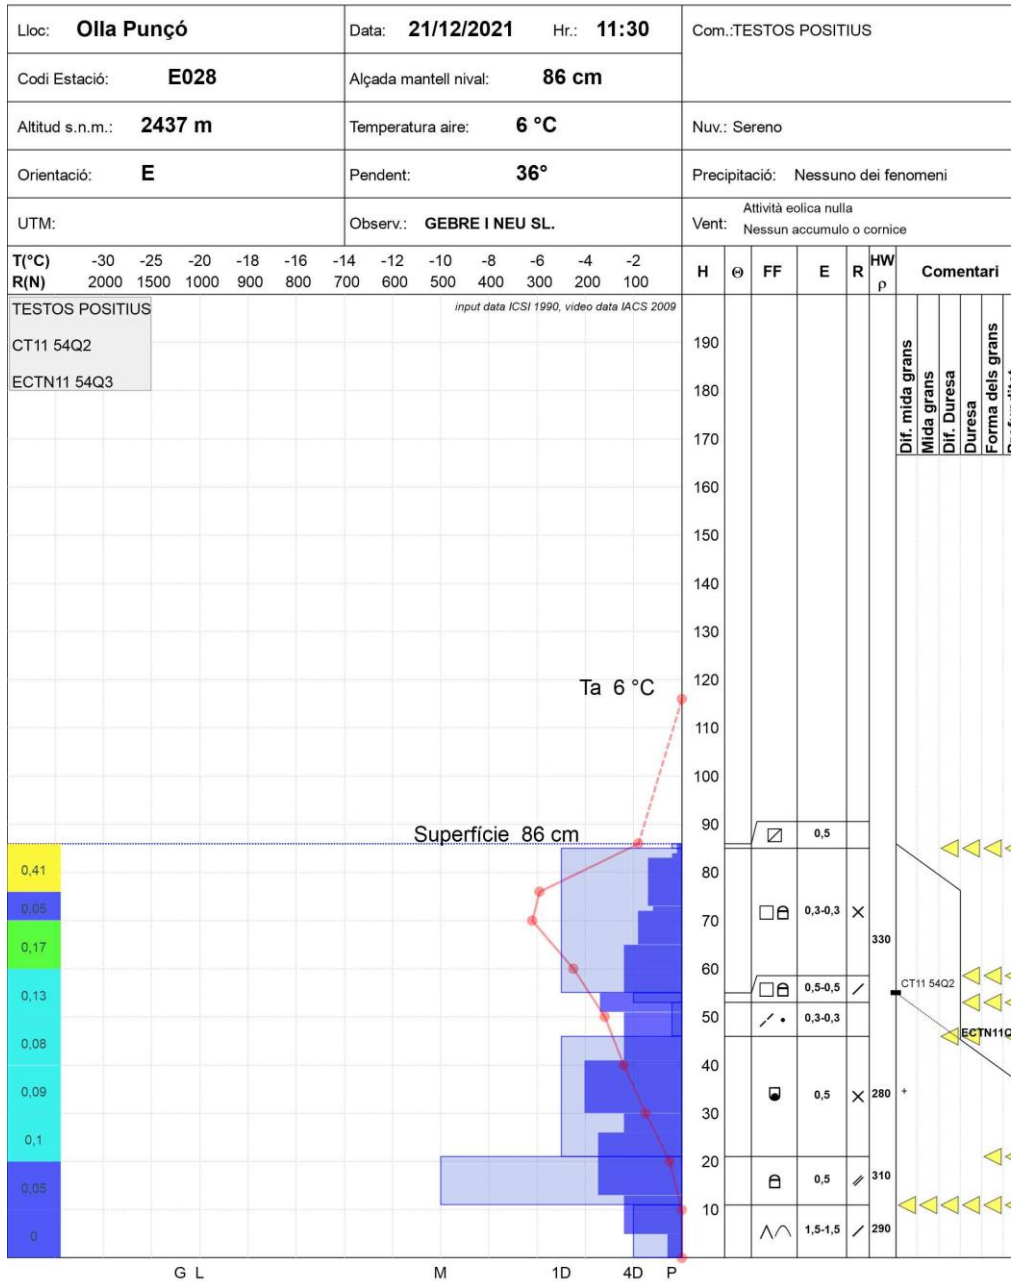 Lloc: Olla Punçó Data: 21/12/2021 Hr.: 11:30 Com.:TESTOS POSITIUS
Codi Estació: E028 Alçada mantell nival: 86 cm
Altitud s.n.m.: 2437 m Temperatura aire: 6 °C Nuv.: Sereno
Orientació: E Pendent: 36° Precipitació: Nessuno dei fenomeni
UTM: Observ.: GEBRE I NEU SL. Vent: Attività eolica nulla
Nessun accumulo o cornice
T(°C) -30 -25 -20 -18 -16 -14 -12 -10 -8 -6 -4 -2
R(N) 2000 1500 1000 900 800 700 600 500 400 300 200 100
H Θ FF E R HW ρ Comentari
TESTOS POSITIUS
CT11 54Q2
ECTN11 54Q3
input data ICSI 1990, video data IACS 2009
Dif. mida grans
Mida grans
Dif. Duresa
Duresa
Forma dels grans
190
180
170
160
150
140
130
120
Ta 6 °C
110
100
90
Superfície 86 cm
0,5
0,41
80
0,05
70
0,3-0,3
330
0,17
60
CT11 54Q2
0,5-0,5
0,13
50
0,3-0,3
ECTN11Q
0,08
40
0,09
0,5
280
+
30
0,1
20
0,05
0,5
310
10
0
1,5-1,5
290
G L M 1D 4D P